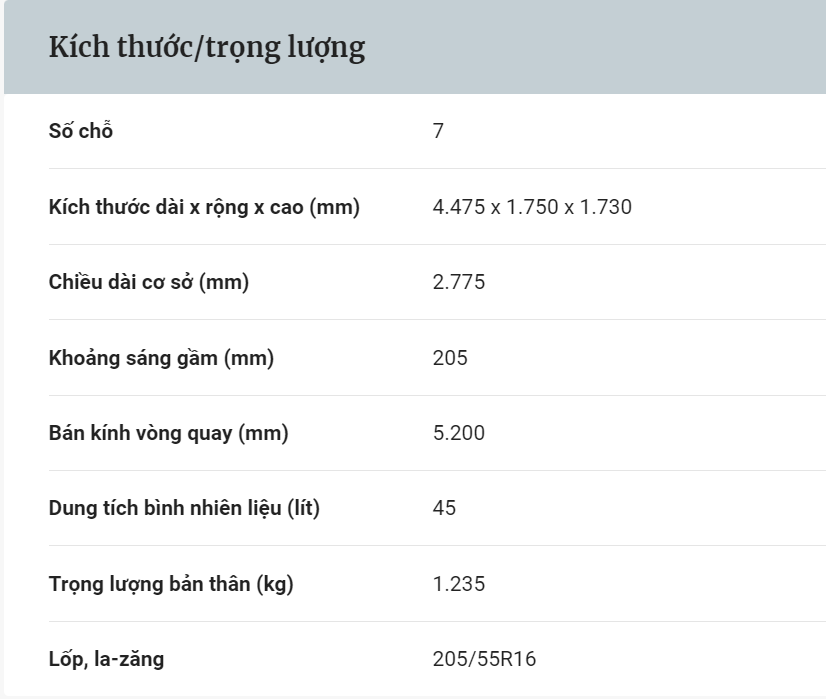 Kích thước/trọng lượng
Số chỗ 7
Kích thước dài x rộng x cao (mm) 4.475 x 1.750 x 1.730
Chiều dài cơ sở (mm) 2.775
Khoảng sáng gầm (mm) 205
Bán kính vòng quay (mm) 5.200
Dung tích bình nhiên liệu (lít) 45
Trọng lượng bản thân (kg) 1.235
Lốp, la-zăng 205/55R16